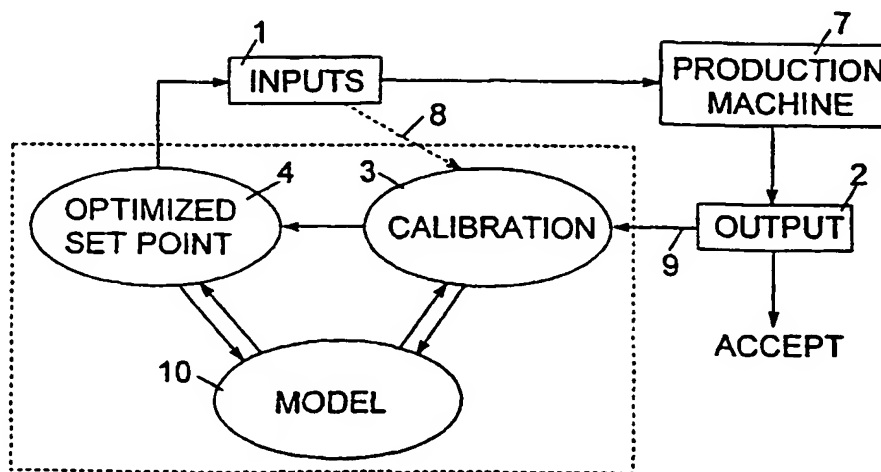 1
INPUTS
7
PRODUCTION
MACHINE
8
4
OPTIMIZED
SET POINT
3
CALIBRATION
2
OUTPUT
9
ACCEPT
10
MODEL